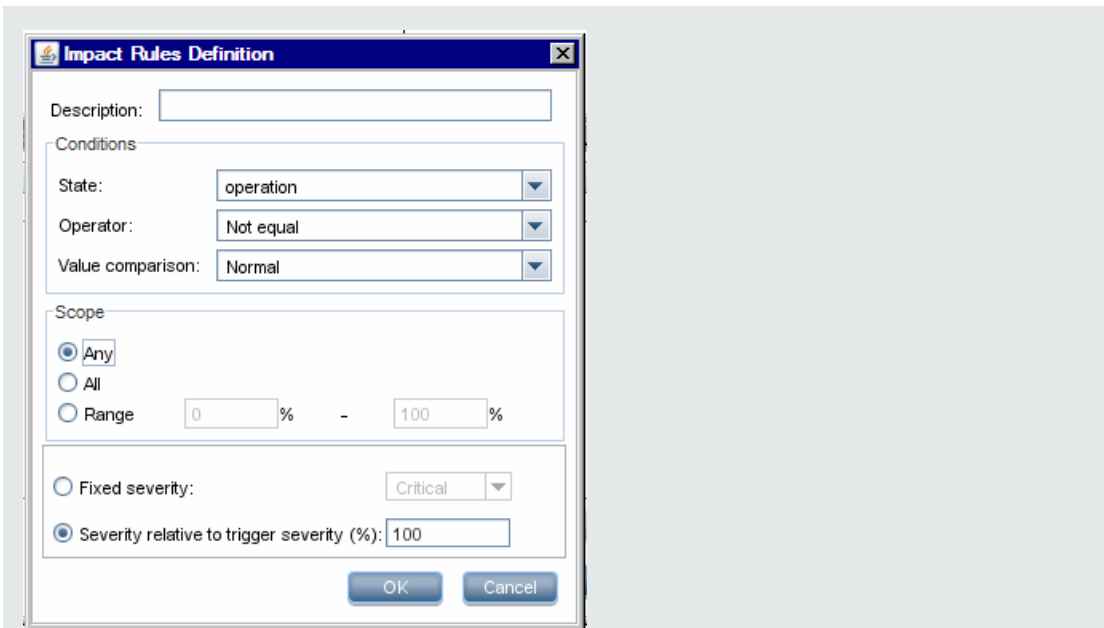 Impact Rules Definition
Description:
Conditions
State: operation
Operator: Not equal
Value comparison: Normal
Scope
Any
All
Range 0 % - 100 %
Fixed severity: Critical
Severity relative to trigger severity (%): 100
OK Cancel